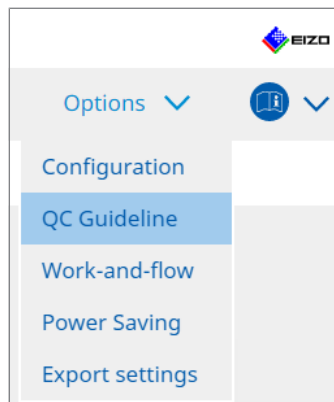 EIZO
Options
Configuration
QC Guideline
Work-and-flow
Power Saving
Export settings